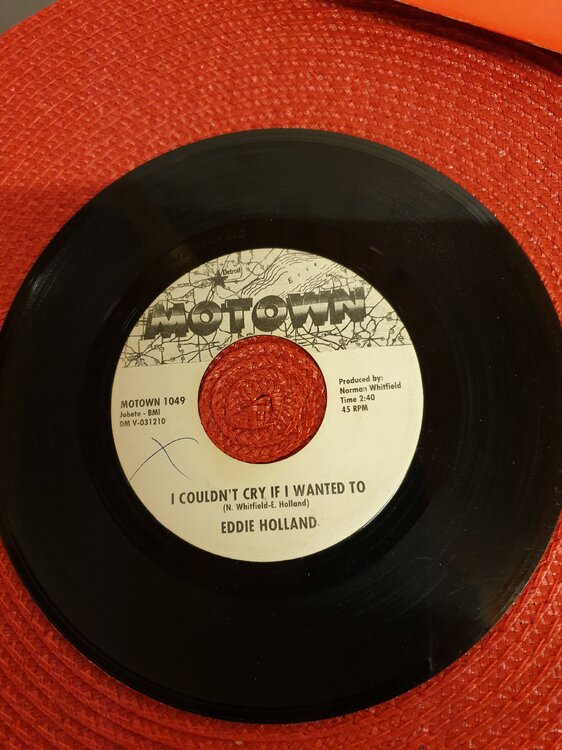 Detroit
MOTOWN
MOTOWN 1049
Jobete - BMI
DM V-031210
Produced by:
Norman Whitfield
Time 2:40
45 RPM
I COULDN'T CRY IF I WANTED TO
(N. Whitfield-E. Holland)
EDDIE HOLLAND